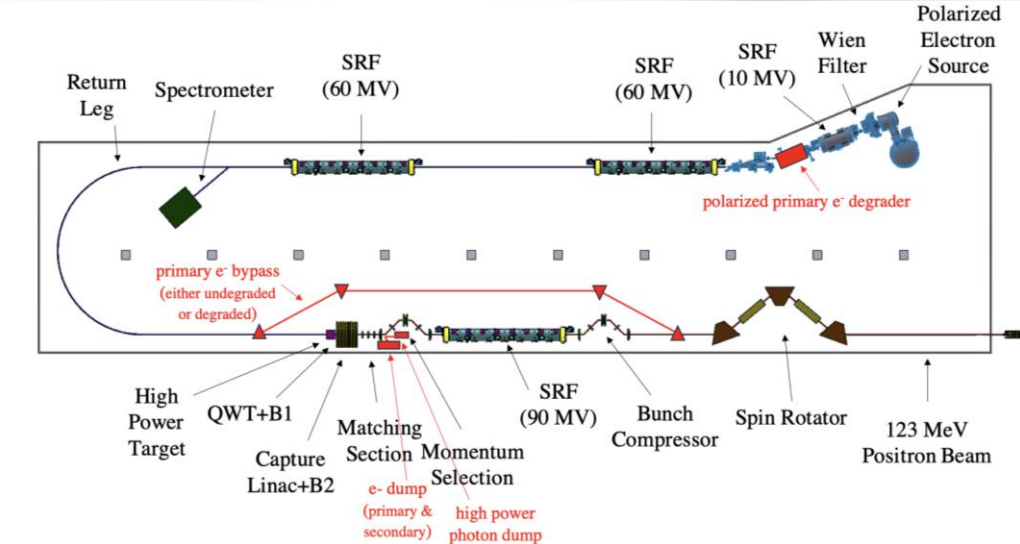 Polarized
Electron
Source
Wien
Filter
SRF
(10 MV)
SRF
(60 MV)
SRF
(60 MV)
Spectrometer
Return
Leg
polarized primary e- degrader
primary e- bypass
(either undegraded
or degraded)
High
Power
Target
QWT+B1
Capture
Linac+B2
Matching
Section
Momentum
Selection
e- dump
(primary &
secondary)
high power
photon dump
SRF
(90 MV)
Bunch
Compressor
Spin Rotator
123 MeV
Positron Beam